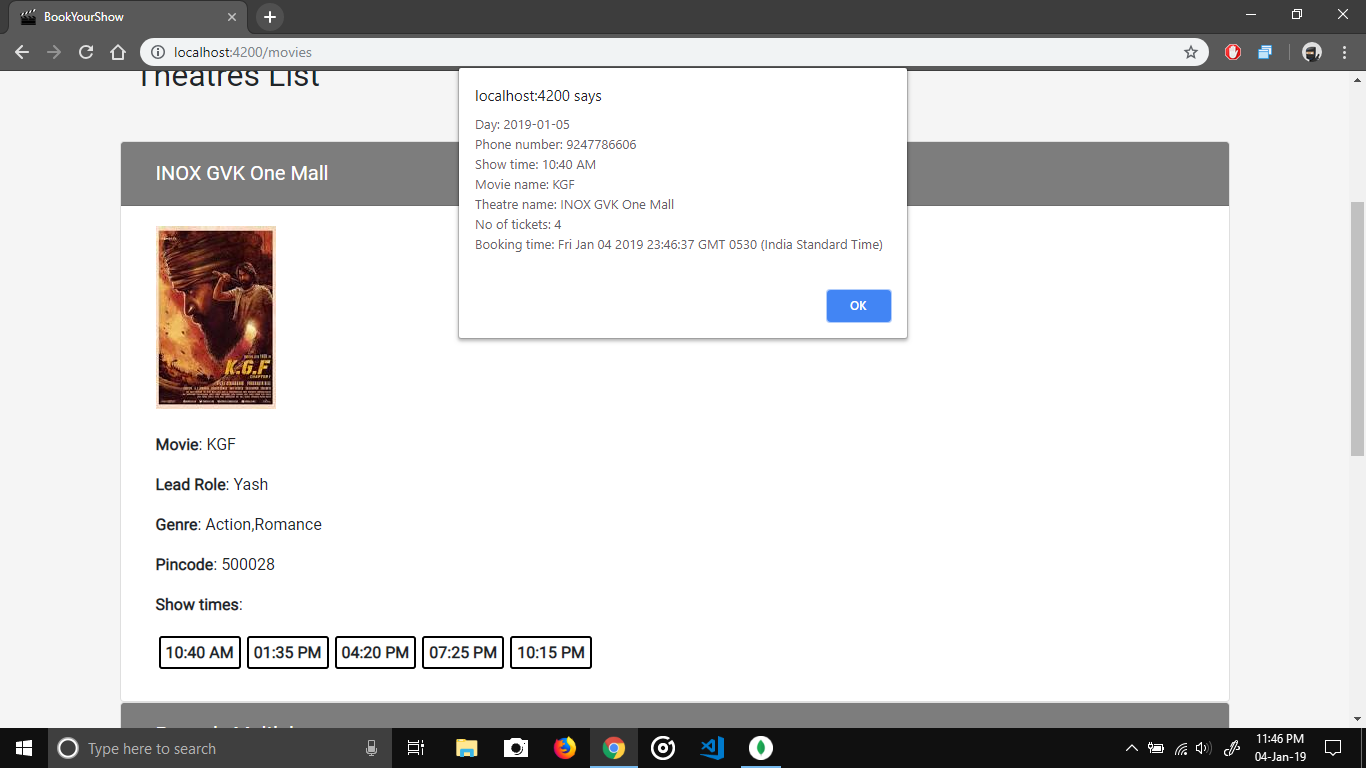 BookYourShow
localhost:4200/movies
Theatres List
localhost:4200 says
Day: 2019-01-05
Phone number: 9247786606
Show time: 10:40 AM
Movie name: KGF
Theatre name: INOX GVK One Mall
No of tickets: 4
Booking time: Fri Jan 04 2019 23:46:37 GMT 0530 (India Standard Time)
OK
INOX GVK One Mall
K.G.F
CHAPTER 1
Movie: KGF
Lead Role: Yash
Genre: Action,Romance
Pincode: 500028
Show times:
10:40 AM 01:35 PM 04:20 PM 07:25 PM 10:15 PM
Type here to search
11:46 PM
04-Jan-19